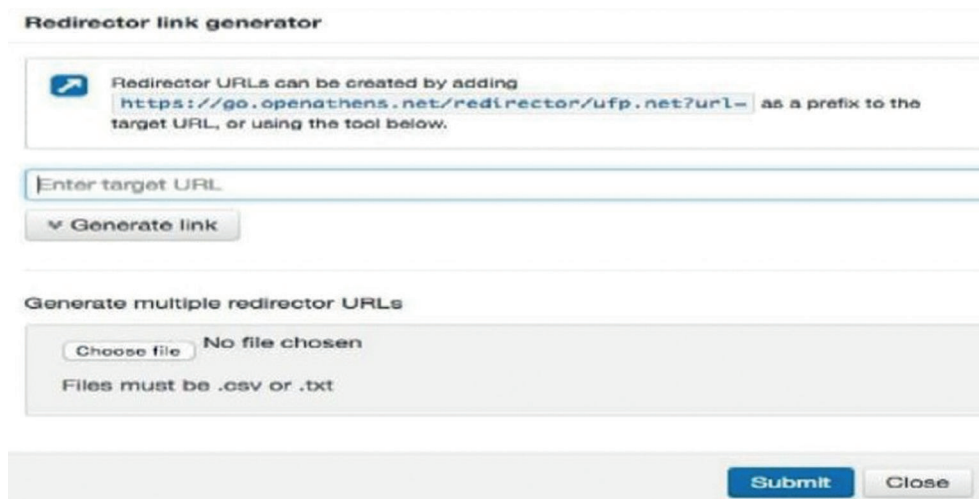 Redirector link generator
Redirector URLs can be created by adding
https://go.openathens.net/redirector/ufp.net?url= as a prefix to the
target URL, or using the tool below.
Enter target URL
Generate link
Generate multiple redirector URLs
Choose file No file chosen
Files must be .csv or .txt
Submit Close